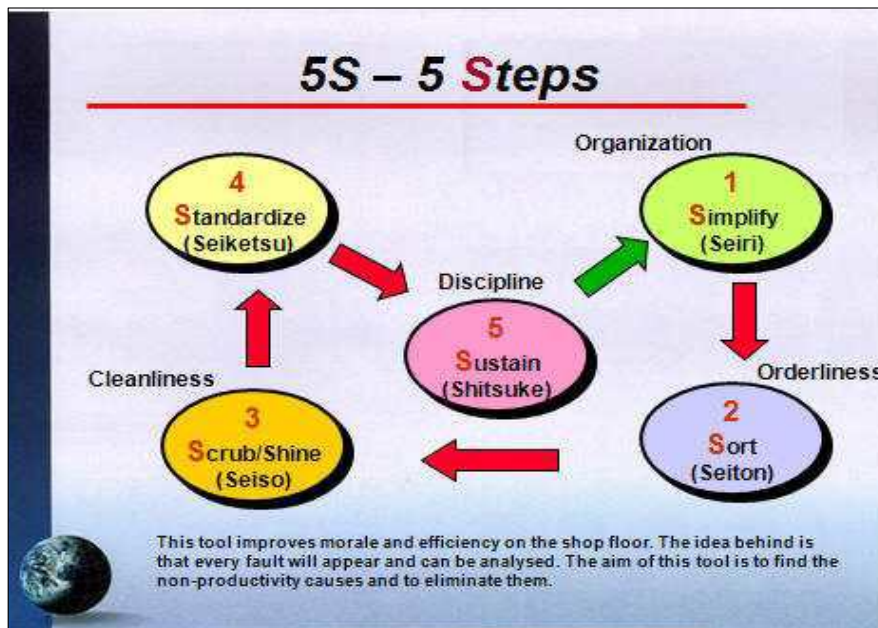 5S – 5 Steps
Organization
1
Simplify
(Seiri)
Orderliness
2
Sort
(Seiton)
Cleanliness
3
Scrub/Shine
(Seiso)
4
Standardize
(Seiketsu)
Discipline
5
Sustain
(Shitsuke)
This tool improves morale and efficiency on the shop floor. The idea behind is
that every fault will appear and can be analysed. The aim of this tool is to find the
non-productivity causes and to eliminate them.